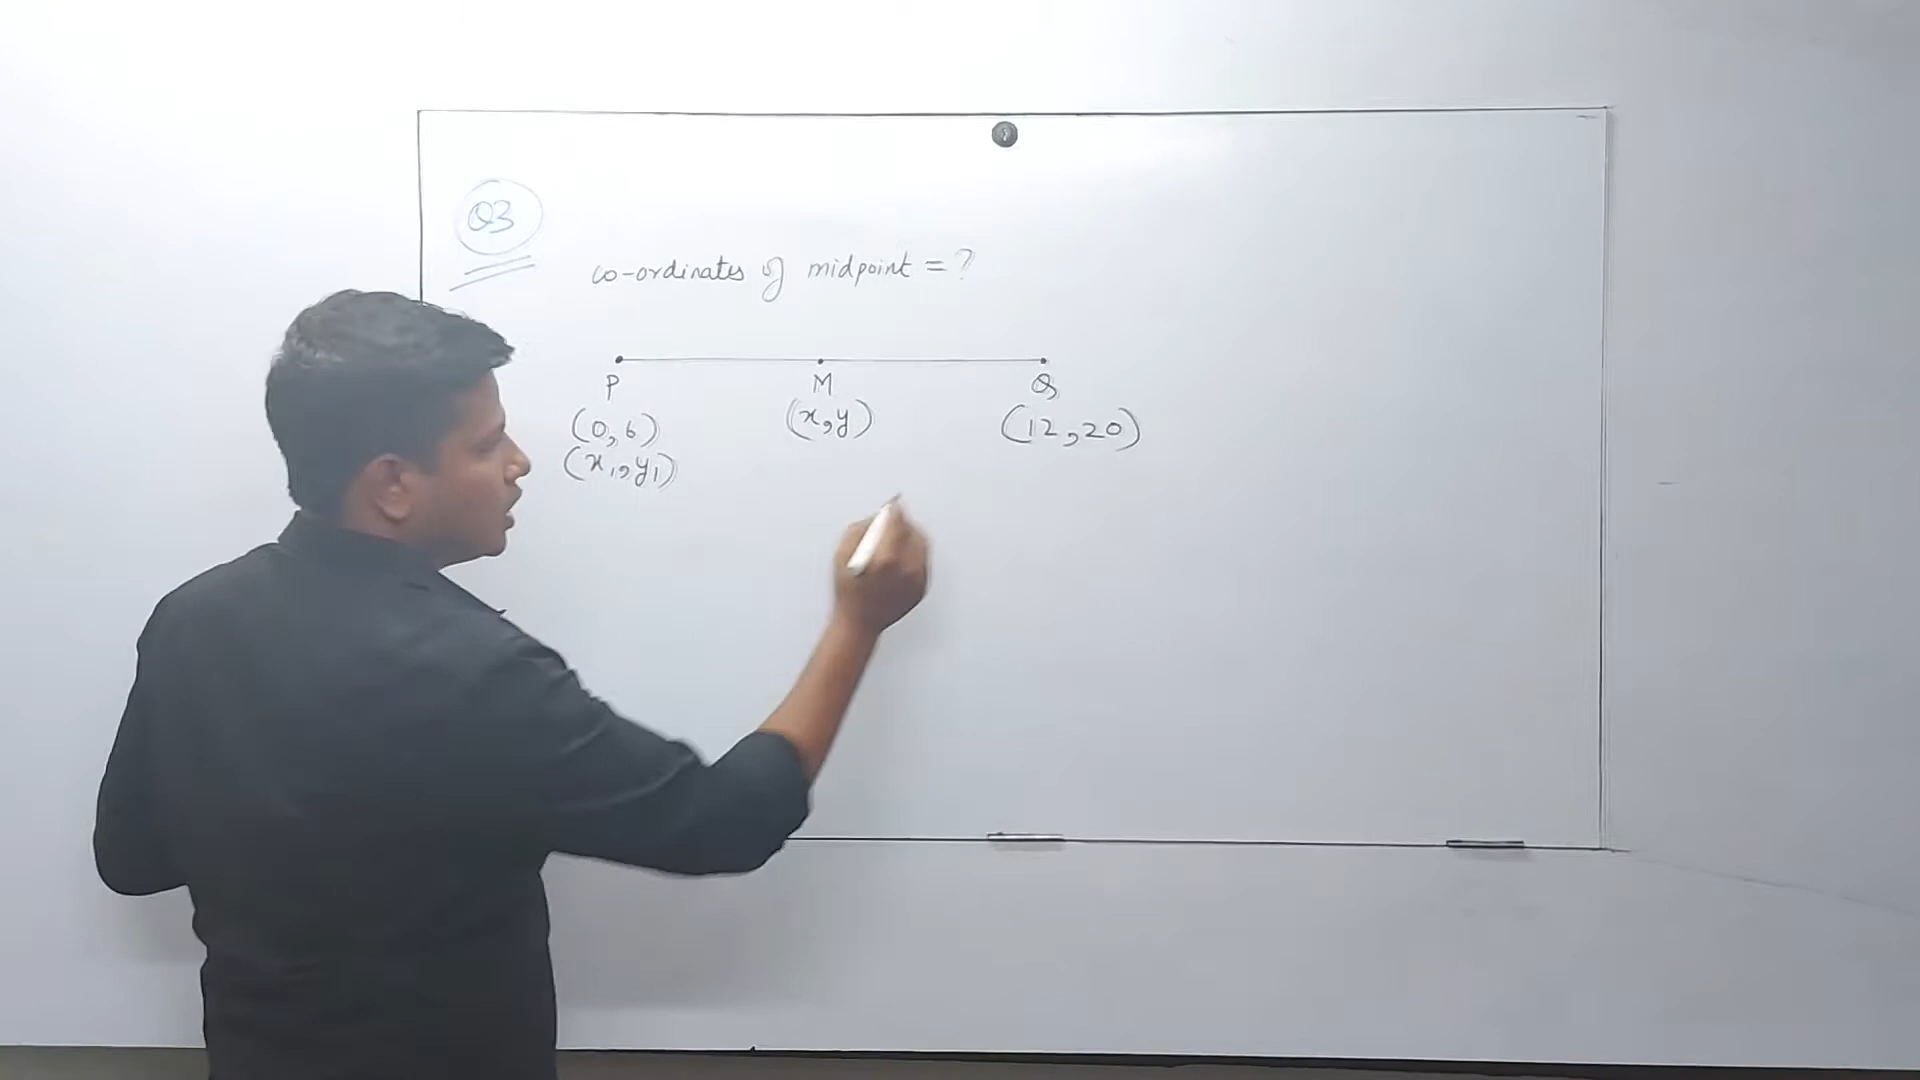 Q3
co-ordinates of midpoint = ?
P M Q
(0, 6) (x, y) (12, 20)
(x₁, y₁)